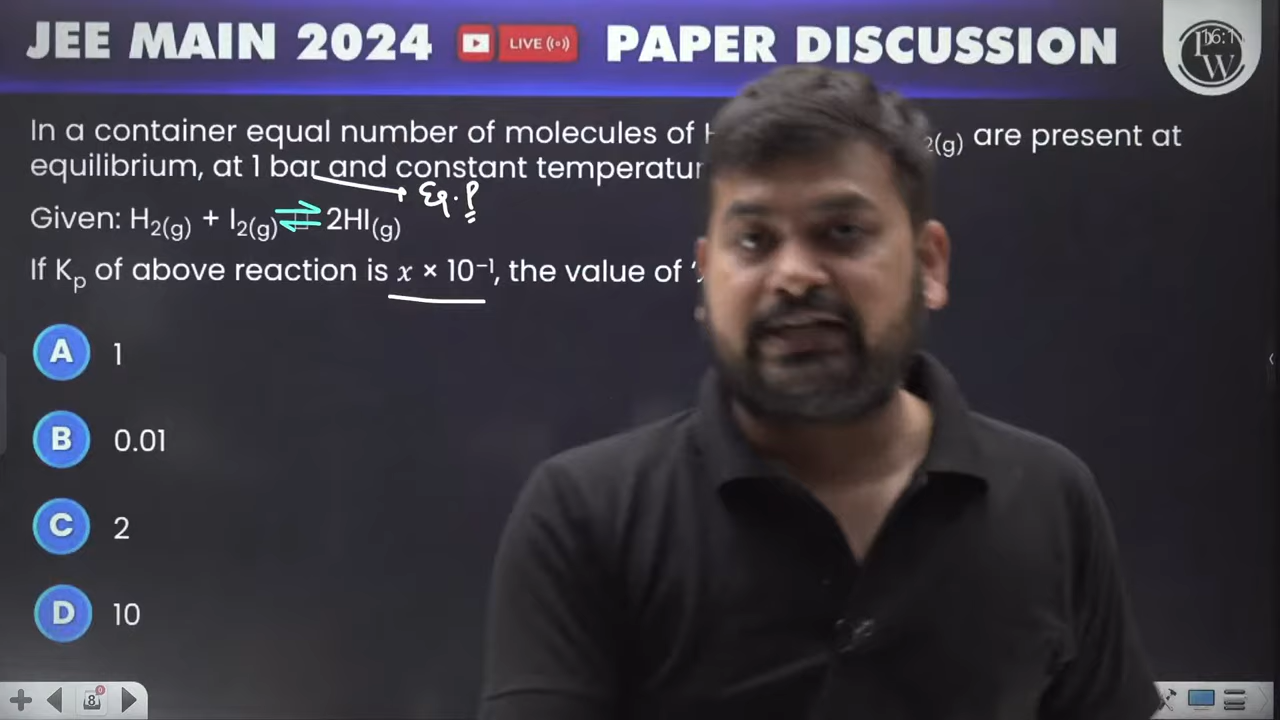 JEE MAIN 2024 LIVE PAPER DISCUSSION
In a container equal number of molecules of H 2(g) are present at
equilibrium, at 1 bar and constant temperatur
Eq. P
Given: H2(g) + I2(g) ⇌ 2HI(g)
If Kp of above reaction is x × 10⁻¹, the value of ‘
A 1
B 0.01
C 2
D 10
8